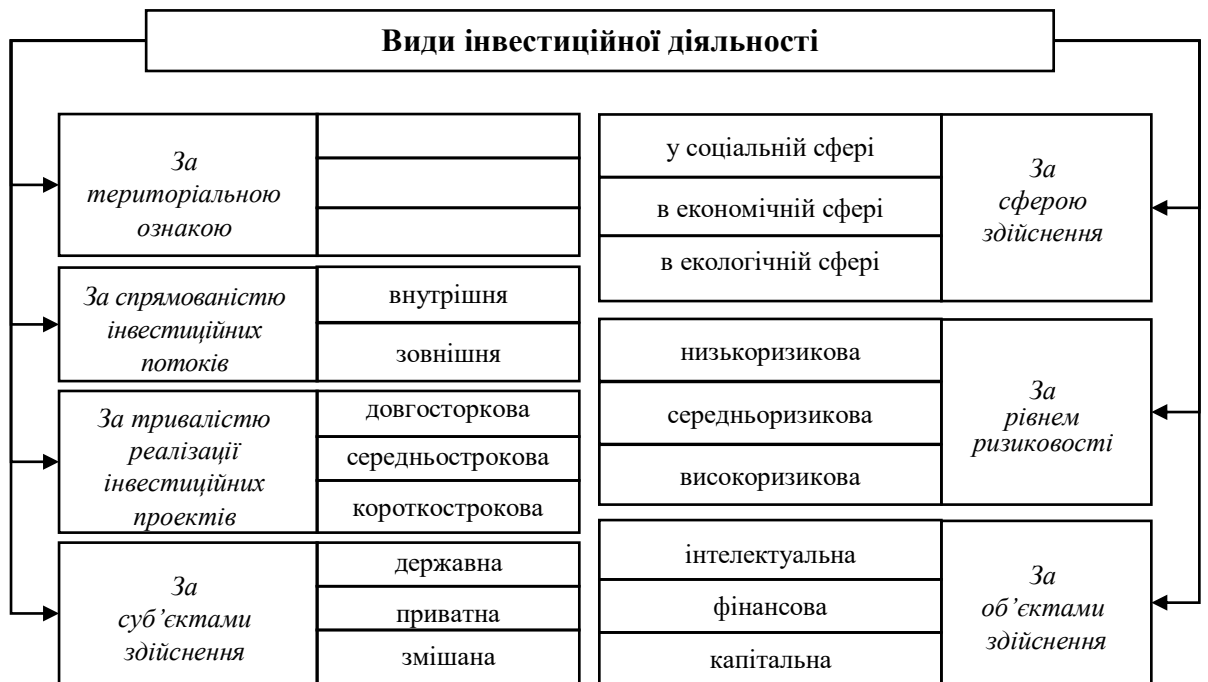 Види інвестиційної діяльності
За
територіальною
ознакою
За спрямованістю
інвестиційних
потоків
внутрішня
зовнішня
За тривалістю
реалізації
інвестиційних
проектів
довгосторкова
середньострокова
короткострокова
За
суб’єктами
здійснення
державна
приватна
змішана
у соціальній сфері
в економічній сфері
в екологічній сфері
За
сферою
здійснення
низькоризикова
середньоризикова
високоризикова
За
рівнем
ризиковості
інтелектуальна
фінансова
капітальна
За
об’єктами
здійснення